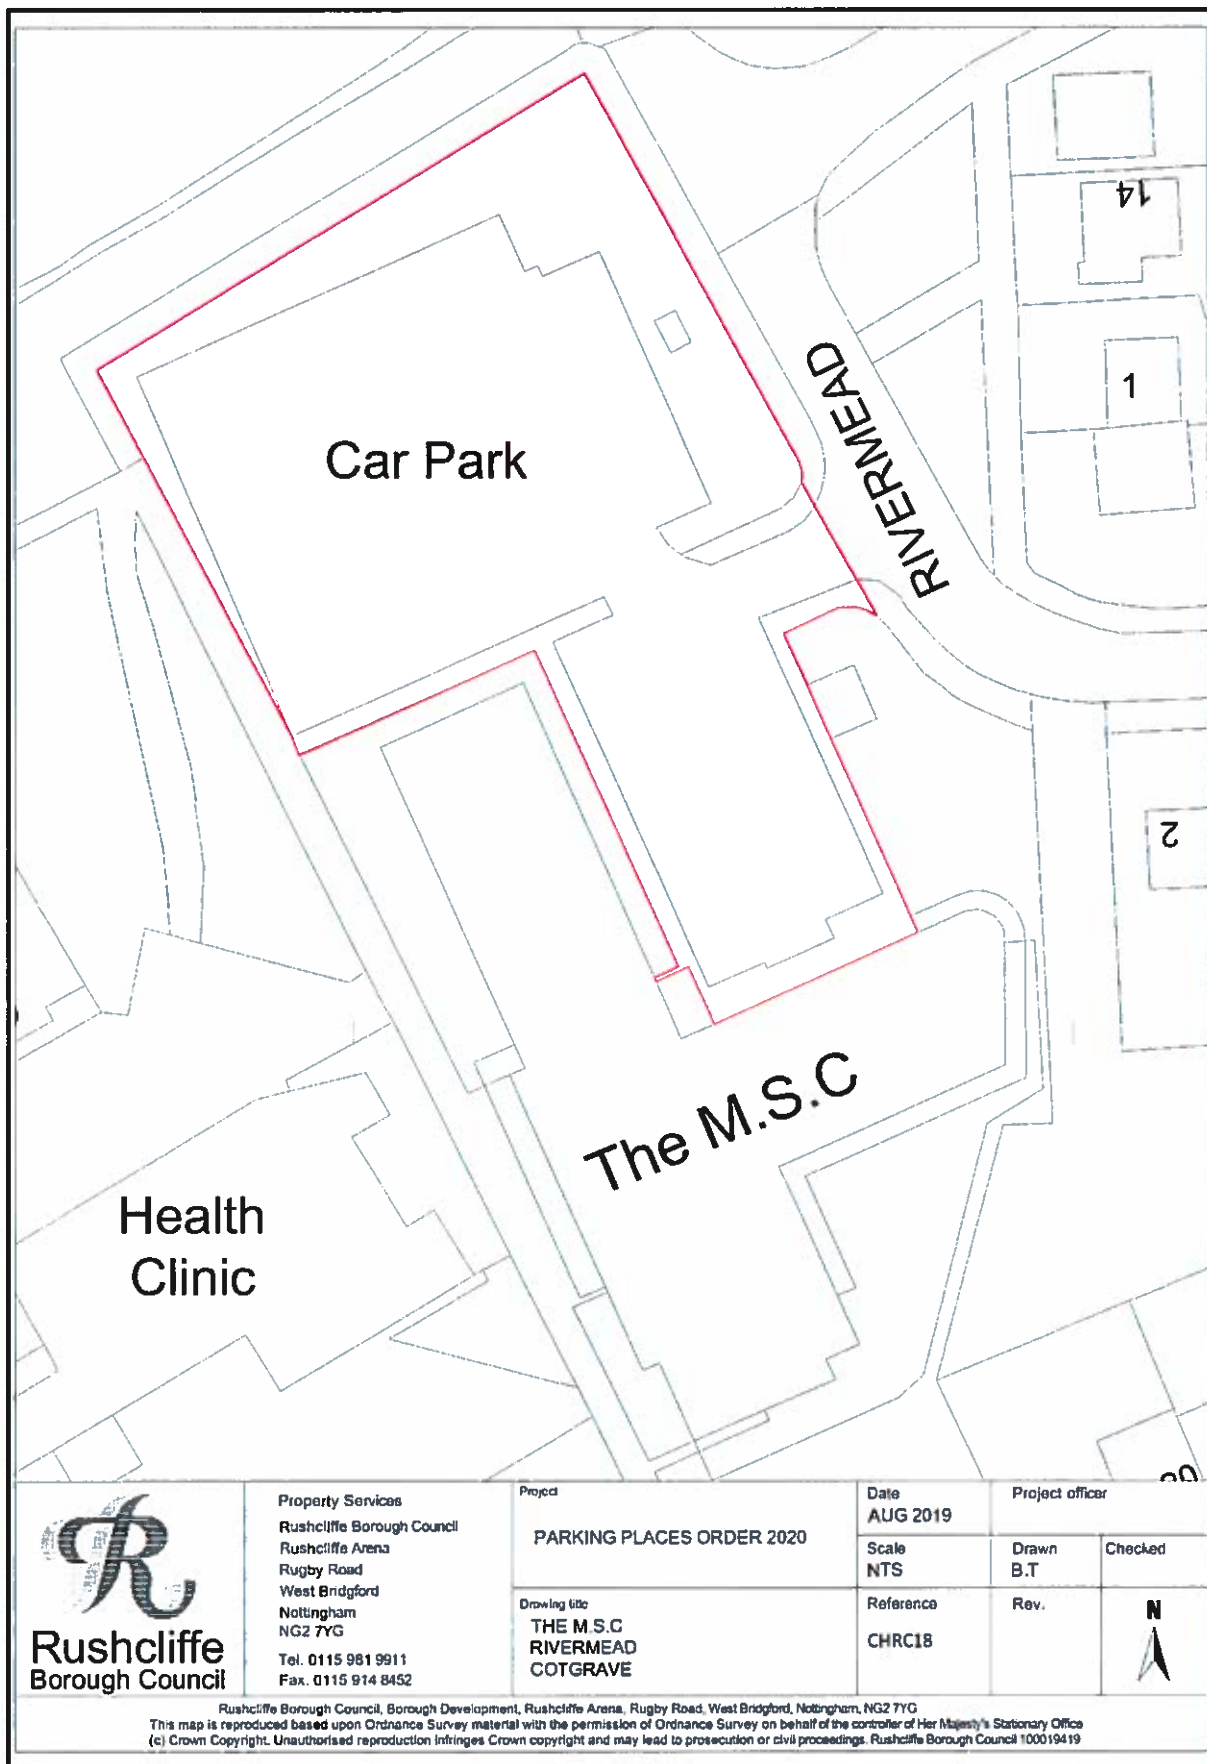 14
1
RIVERMEAD
Car Park
2
The M.S.C
Health
Clinic
Rushcliffe
Borough Council
Property Services
Rushcliffe Borough Council
Rushcliffe Arena
Rugby Road
West Bridgford
Nottingham
NG2 7YG
Tel. 0115 981 9911
Fax. 0115 914 8452
Project
PARKING PLACES ORDER 2020
Drawing title
THE M.S.C
RIVERMEAD
COTGRAVE
Date
AUG 2019
Project officer
Scale
NTS
Drawn
B.T
Checked
Reference
CHRC18
Rev.
N
Rushcliffe Borough Council, Borough Development, Rushcliffe Arena, Rugby Road, West Bridgford, Nottingham, NG2 7YG
This map is reproduced based upon Ordnance Survey material with the permission of Ordnance Survey on behalf of the controller of Her Majesty's Stationary Office
(c) Crown Copyright. Unauthorised reproduction infringes Crown copyright and may lead to prosecution or civil proceedings. Rushcliffe Borough Council 100019419